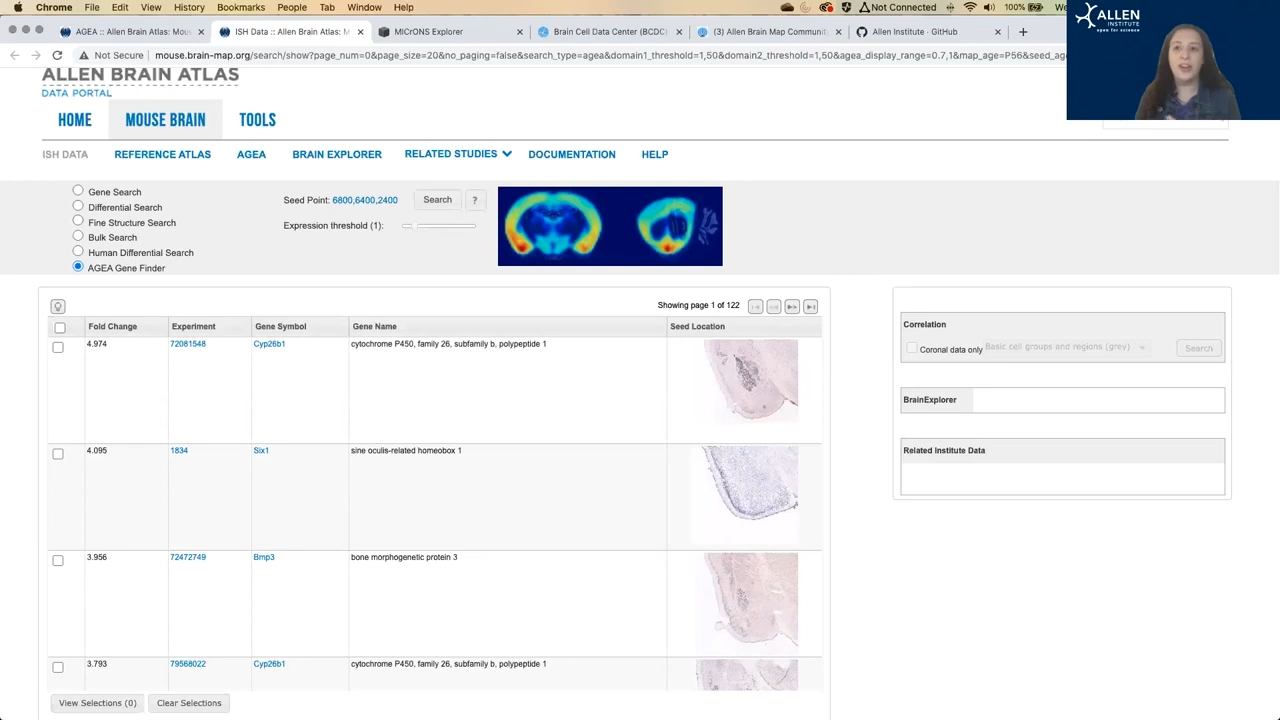 Chrome File Edit View History Bookmarks Profiles Tab Window Help Not Connected 100%
AGEA :: Allen Brain Atlas: Mous
ISH Data :: Allen Brain Atlas: M
MICrONS Explorer
Brain Cell Data Center (BCDC)
(3) Allen Brain Map Communit
Allen Institute · GitHub
Not Secure mouse.brain-map.org/search/show?page_num=0&page_size=20&no_paging=false&search_type=agea&domain1_threshold=1,50&domain2_threshold=1,50&agea_display_range=0.7,1&map_age=P56&seed_age
ALLEN INSTITUTE
open for science
ALLEN BRAIN ATLAS
DATA PORTAL
HOME MOUSE BRAIN TOOLS
ISH DATA REFERENCE ATLAS AGEA BRAIN EXPLORER RELATED STUDIES DOCUMENTATION HELP
Gene Search
Differential Search
Fine Structure Search
Bulk Search
Human Differential Search
AGEA Gene Finder
Seed Point: 6800,6400,2400 Search ?
Expression threshold (1):
Showing page 1 of 122
Fold Change Experiment Gene Symbol Gene Name Seed Location
4.974 72081548 Cyp26b1 cytochrome P450, family 26, subfamily b, polypeptide 1
4.095 1834 Six1 sine oculis-related homeobox 1
3.956 72472749 Bmp3 bone morphogenetic protein 3
3.793 79568022 Cyp26b1 cytochrome P450, family 26, subfamily b, polypeptide 1
View Selections (0) Clear Selections
Correlation
Coronal data only Basic cell groups and regions (grey) Search
BrainExplorer
Related Institute Data